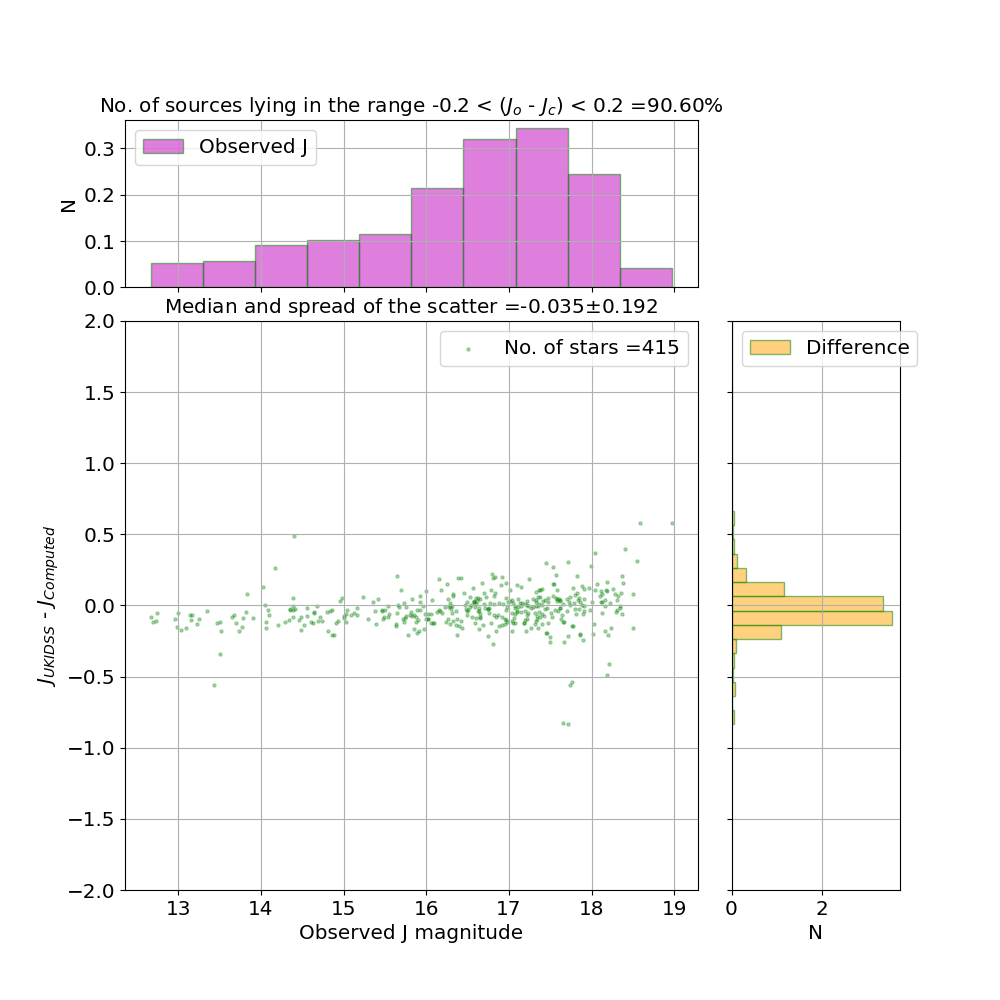 No. of sources lying in the range -0.2 < (J_o - J_c) < 0.2 =90.60%
Observed J
N
0.3
0.2
0.1
0.0
Median and spread of the scatter =-0.035±0.192
No. of stars =415
Difference
J_UKIDSS - J_Computed
2.0
1.5
1.0
0.5
0.0
−0.5
−1.0
−1.5
−2.0
13 14 15 16 17 18 19
Observed J magnitude
0 2
N